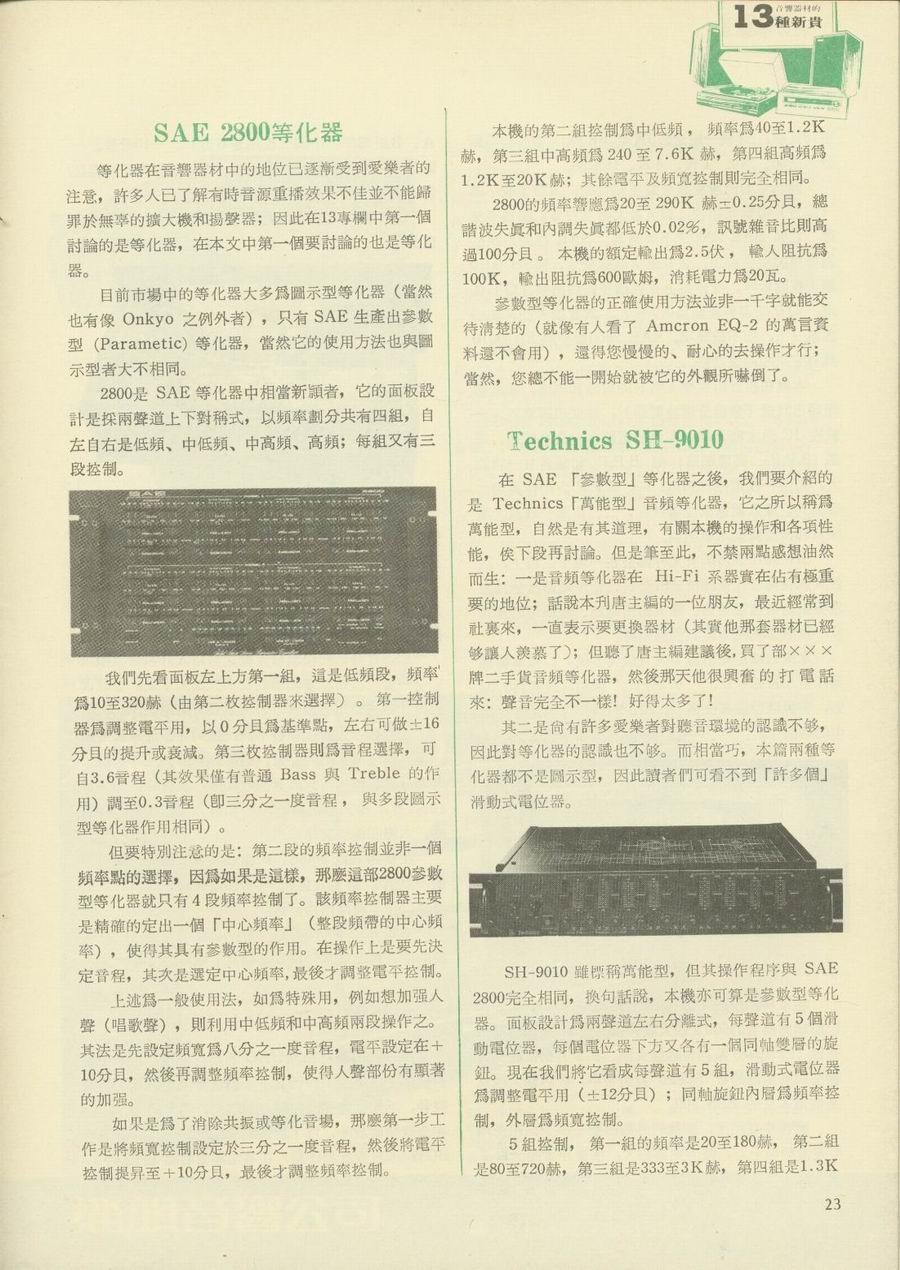 音響器材的
13種新貴
SAE 2800等化器
等化器在音響器材中的地位已逐漸受到愛樂者的
注意，許多人已了解有時音源重播效果不佳並不能歸
罪於無辜的擴大機和揚聲器；因此在13專欄中第一個
討論的是等化器，在本文中第一個要討論的也是等化
器。
目前市場中的等化器大多爲圖示型等化器（當然
也有像 Onkyo 之例外者），只有 SAE 生產出參數
型（Parametic）等化器，當然它的使用方法也與圖
示型者大不相同。
2800是 SAE 等化器中相當新頴者，它的面板設
計是採兩聲道上下對稱式，以頻率劃分共有四組，自
左自右是低頻、中低頻、中高頻、高頻；每組又有三
段控制。
SAE
我們先看面板左上方第一組，這是低頻段，頻率
爲10至320赫（由第二枚控制器來選擇）。第一控制
器爲調整電平用，以0分貝爲基準點，左右可做±16
分貝的提升或衰減。第三枚控制器則爲音程選擇，可
自3.6音程（其效果僅有普通 Bass 與 Treble 的作
用）調至0.3音程（卽三分之一度音程，與多段圖示
型等化器作用相同）。
但要特別注意的是：第二段的頻率控制並非一個
頻率點的選擇，因爲如果是這樣，那麼這部2800參數
型等化器就只有4段頻率控制了。該頻率控制器主要
是精確的定出一個「中心頻率」（整段頻帶的中心頻
率），使得其具有參數型的作用。在操作上是要先決
定音程，其次是選定中心頻率，最後才調整電平控制。
上述爲一般使用法，如爲特殊用，例如想加强人
聲（唱歌聲），則利用中低頻和中高頻兩段操作之。
其法是先設定頻寬爲八分之一度音程，電平設定在＋
10分貝，然後再調整頻率控制，使得人聲部份有顯著
的加强。
如果是爲了消除共振或等化音場，那麼第一步工
作是將頻寬控制設定於三分之一度音程，然後將電平
控制提昇至＋10分貝，最後才調整頻率控制。
本機的第二組控制爲中低頻，頻率爲40至1.2K
赫，第三組中高頻爲 240 至 7.6K 赫，第四組高頻爲
1.2K至20K赫；其餘電平及頻寬控制則完全相同。
2800的頻率響應爲20至 290K 赫±0.25分貝，總
諧波失眞和內調失眞都低於0.02％，訊號雜音比則高
過100分貝。本機的額定輸出爲2.5伏，輸人阻抗爲
100K，輸出阻抗爲600歐姆，消耗電力爲20瓦。
參數型等化器的正確使用方法並非一千字就能交
待清楚的（就像有人看了 Amcron EQ-2 的萬言資
料還不會用），還得您慢慢的、耐心的去操作才行；
當然，您總不能一開始就被它的外觀所嚇倒了。
Technics SH-9010
在 SAE 「參數型」等化器之後，我們要介紹的
是 Technics「萬能型」音頻等化器，它之所以稱爲
萬能型，自然是有其道理，有關本機的操作和各項性
能，俟下段再討論。但是筆至此，不禁兩點感想油然
而生：一是音頻等化器在 Hi-Fi 系器實在佔有極重
要的地位；話說本刋唐主編的一位朋友，最近經常到
社裏來，一直表示要更換器材（其實他那套器材已經
够讓人羨慕了）；但聽了唐主編建議後，買了部×××
牌二手貨音頻等化器，然後那天他很興奮的打電話
來：聲音完全不一樣！好得太多了！
其二是尙有許多愛樂者對聽音環境的認識不够，
因此對等化器的認識也不够。而相當巧，本篇兩種等
化器都不是圖示型，因此讀者們可看不到「許多個」
滑動式電位器。
Technics
SH-9010 雖標稱萬能型，但其操作程序與 SAE
2800完全相同，換句話說，本機亦可算是參數型等化
器。面板設計爲兩聲道左右分離式，每聲道有5個滑
動電位器，每個電位器下方又各有一個同軸雙層的旋
鈕。現在我們將它看成每聲道有5組，滑動式電位器
爲調整電平用（±12分貝）；同軸旋鈕內層爲頻率控
制，外層爲頻寬控制。
5組控制，第一組的頻率是20至180赫，第二組
是80至720赫，第三組是333至3K赫，第四組是1.3K
23